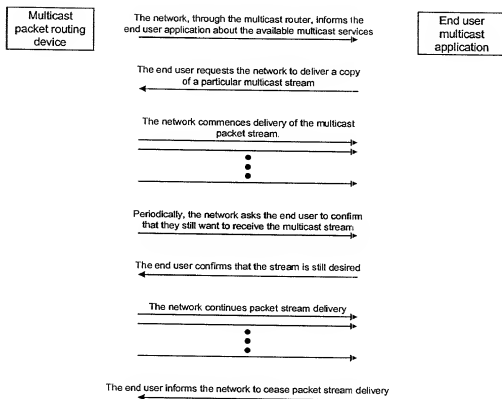 Multicast
packet routing
device
The network, through the multicast router, informs the
end user application about the available multicast services
End user
multicast
application
The end user requests the network to deliver a copy
of a particular multicast stream
The network commences delivery of the multicast
packet stream.
Periodically, the network asks the end user to confirm
that they still want to receive the multicast stream
The end user confirms that the stream is still desired
The network continues packet stream delivery
The end user informs the network to cease packet stream delivery